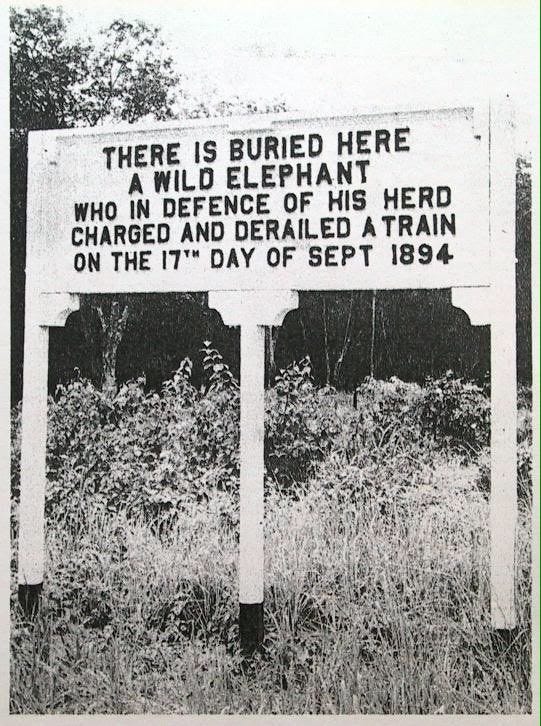 THERE IS BURIED HERE
A WILD ELEPHANT
WHO IN DEFENCE OF HIS HERD
CHARGED AND DERAILED A TRAIN
ON THE 17TH DAY OF SEPT 1894